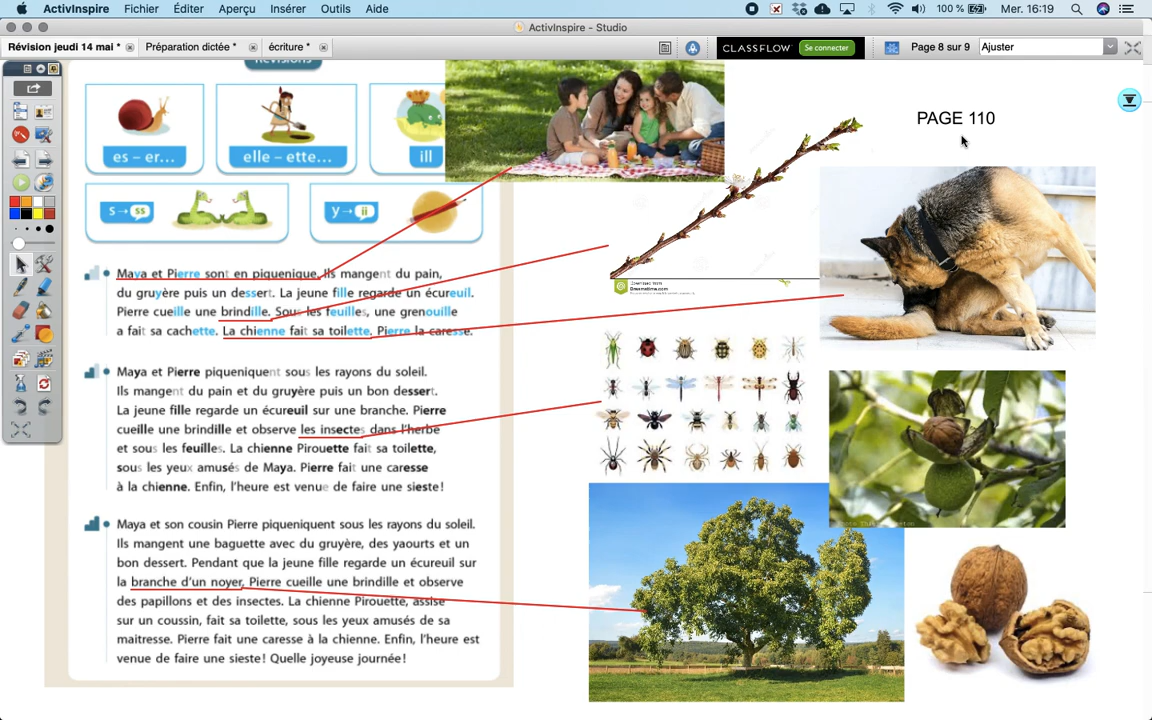 ActivInspire Fichier Éditer Aperçu Insérer Outils Aide 100 % Mer. 16:19
ActivInspire - Studio
Révision jeudi 14 mai * Préparation dictée * écriture * CLASSFLOW Se connecter Page 8 sur 9 Ajuster
Révisions
es – er... elle – ette... ill
s → ss y → ii
PAGE 110
Maya et Pierre sont en piquenique. Ils mangent du pain,
du gruyère puis un dessert. La jeune fille regarde un écureuil.
Pierre cueille une brindille. Sous les feuilles, une grenouille
a fait sa cachette. La chienne fait sa toilette. Pierre la caresse.
Download from
Dreamstime.com
Maya et Pierre piqueniquent sous les rayons du soleil.
Ils mangent du pain et du gruyère puis un bon dessert.
La jeune fille regarde un écureuil sur une branche. Pierre
cueille une brindille et observe les insectes dans l'herbe
et sous les feuilles. La chienne Pirouette fait sa toilette,
sous les yeux amusés de Maya. Pierre fait une caresse
à la chienne. Enfin, l'heure est venue de faire une sieste !
Maya et son cousin Pierre piqueniquent sous les rayons du soleil.
Ils mangent une baguette avec du gruyère, des yaourts et un
bon dessert. Pendant que la jeune fille regarde un écureuil sur
la branche d'un noyer, Pierre cueille une brindille et observe
des papillons et des insectes. La chienne Pirouette, assise
sur un coussin, fait sa toilette, sous les yeux amusés de sa
maitresse. Pierre fait une caresse à la chienne. Enfin, l'heure est
venue de faire une sieste ! Quelle joyeuse journée !